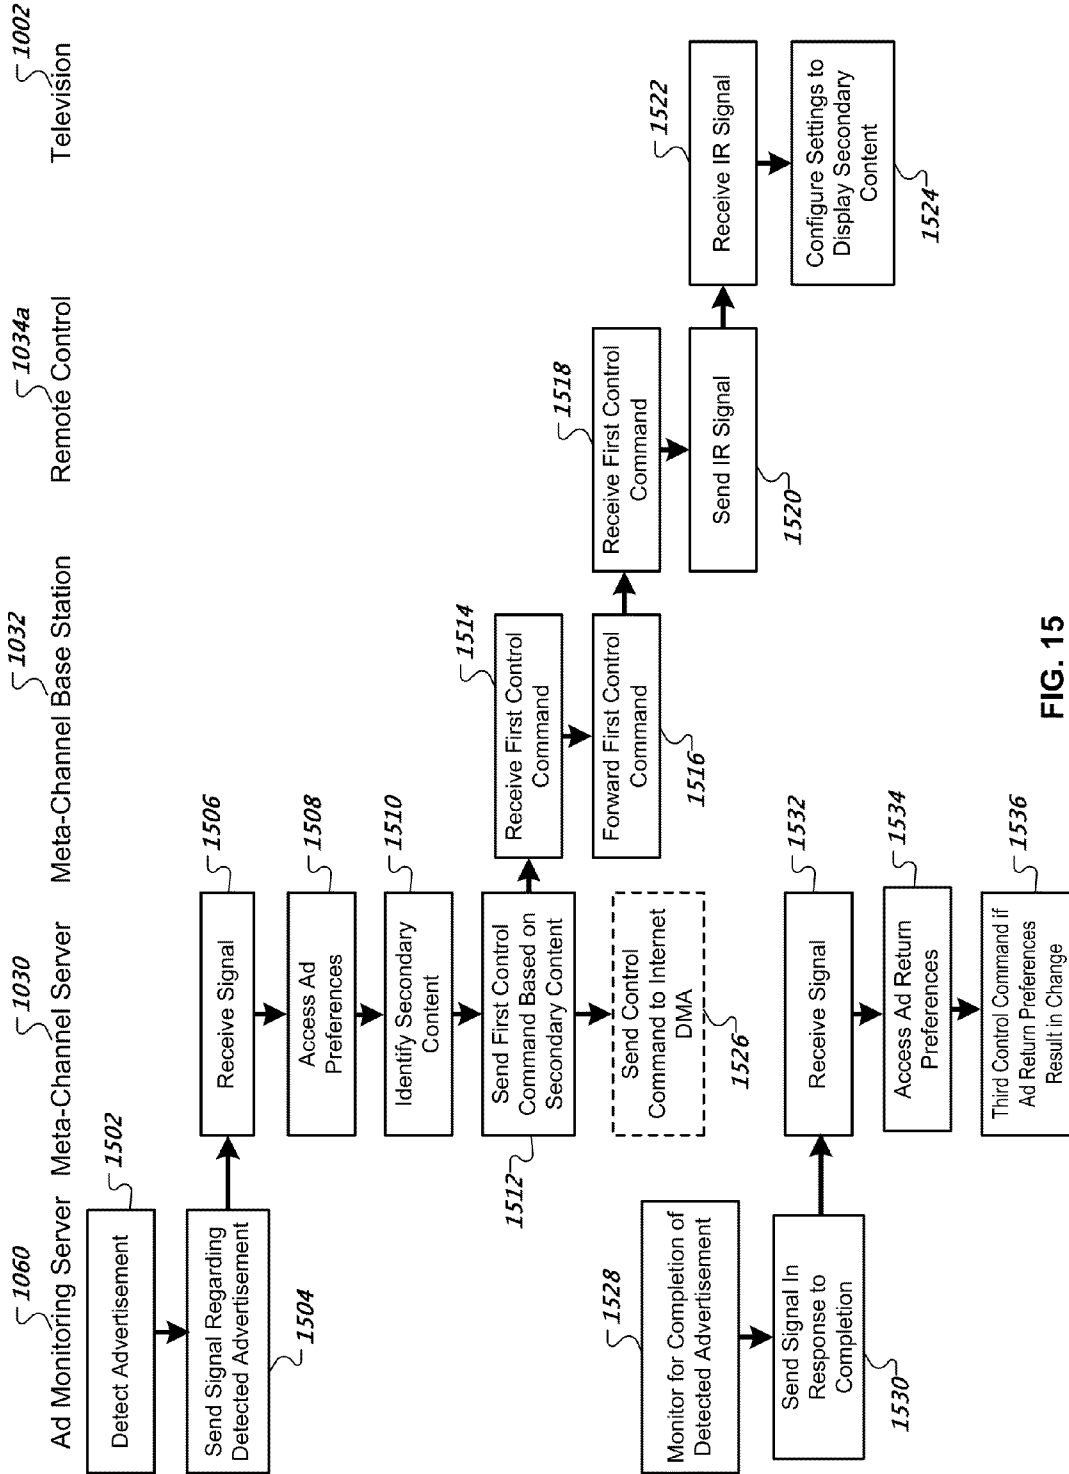 1060
Ad Monitoring Server
1030
Meta-Channel Server
1032
Meta-Channel Base Station
1034a
Remote Control
1002
Television
1502
Detect Advertisement
Send Signal Regarding
Detected Advertisement
1504
1506
Receive Signal
1508
Access Ad
Preferences
1510
Identify Secondary
Content
Send First Control
Command Based on
Secondary Content
1512
1514
Receive First Control
Command
Forward First Control
Command
1516
1518
Receive First Control
Command
Send IR Signal
1520
1522
Receive IR Signal
Configure Settings to
Display Secondary
Content
1524
Send Control
Command to Internet
DMA
1526
1528
Monitor for Completion of
Detected Advertisement
Send Signal In
Response to
Completion
1530
1532
Receive Signal
1534
Access Ad Return
Preferences
1536
Third Control Command if
Ad Return Preferences
Result in Change
FIG. 15